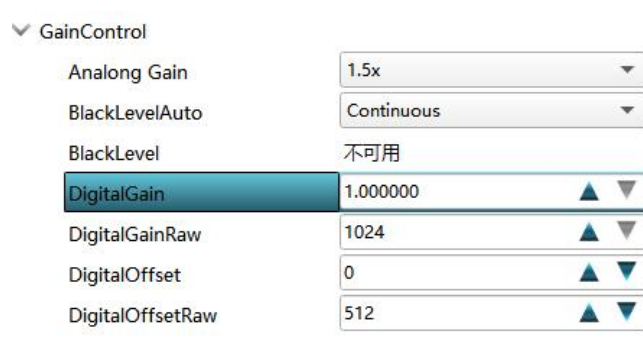 GainControl
Analong Gain 1.5x
BlackLevelAuto Continuous
BlackLevel 不可用
DigitalGain 1.000000
DigitalGainRaw 1024
DigitalOffset 0
DigitalOffsetRaw 512